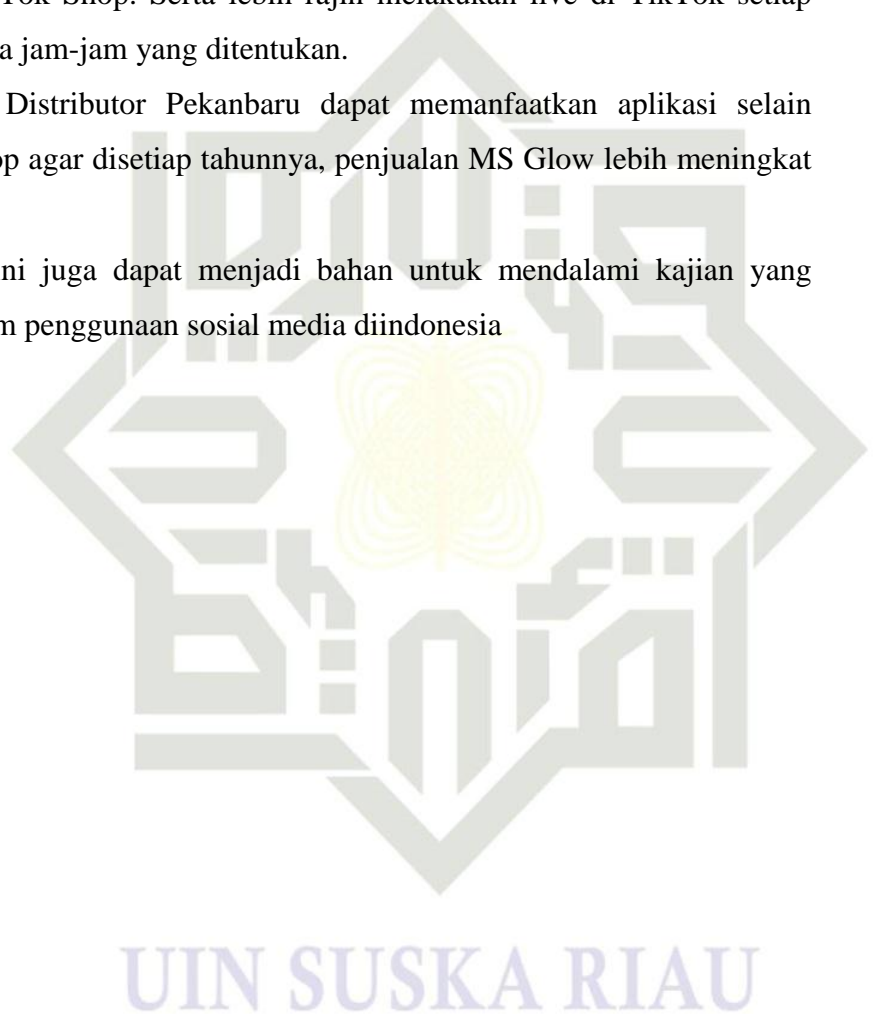 Tok Shop. Serta lebih rajin melakukan live di TikTok setiap
a jam-jam yang ditentukan.
Distributor Pekanbaru dapat memanfaatkan aplikasi selain
op agar disetiap tahunnya, penjualan MS Glow lebih meningkat
ni juga dapat menjadi bahan untuk mendalami kajian yang
m penggunaan sosial media diindonesia
UIN SUSKA RIAU